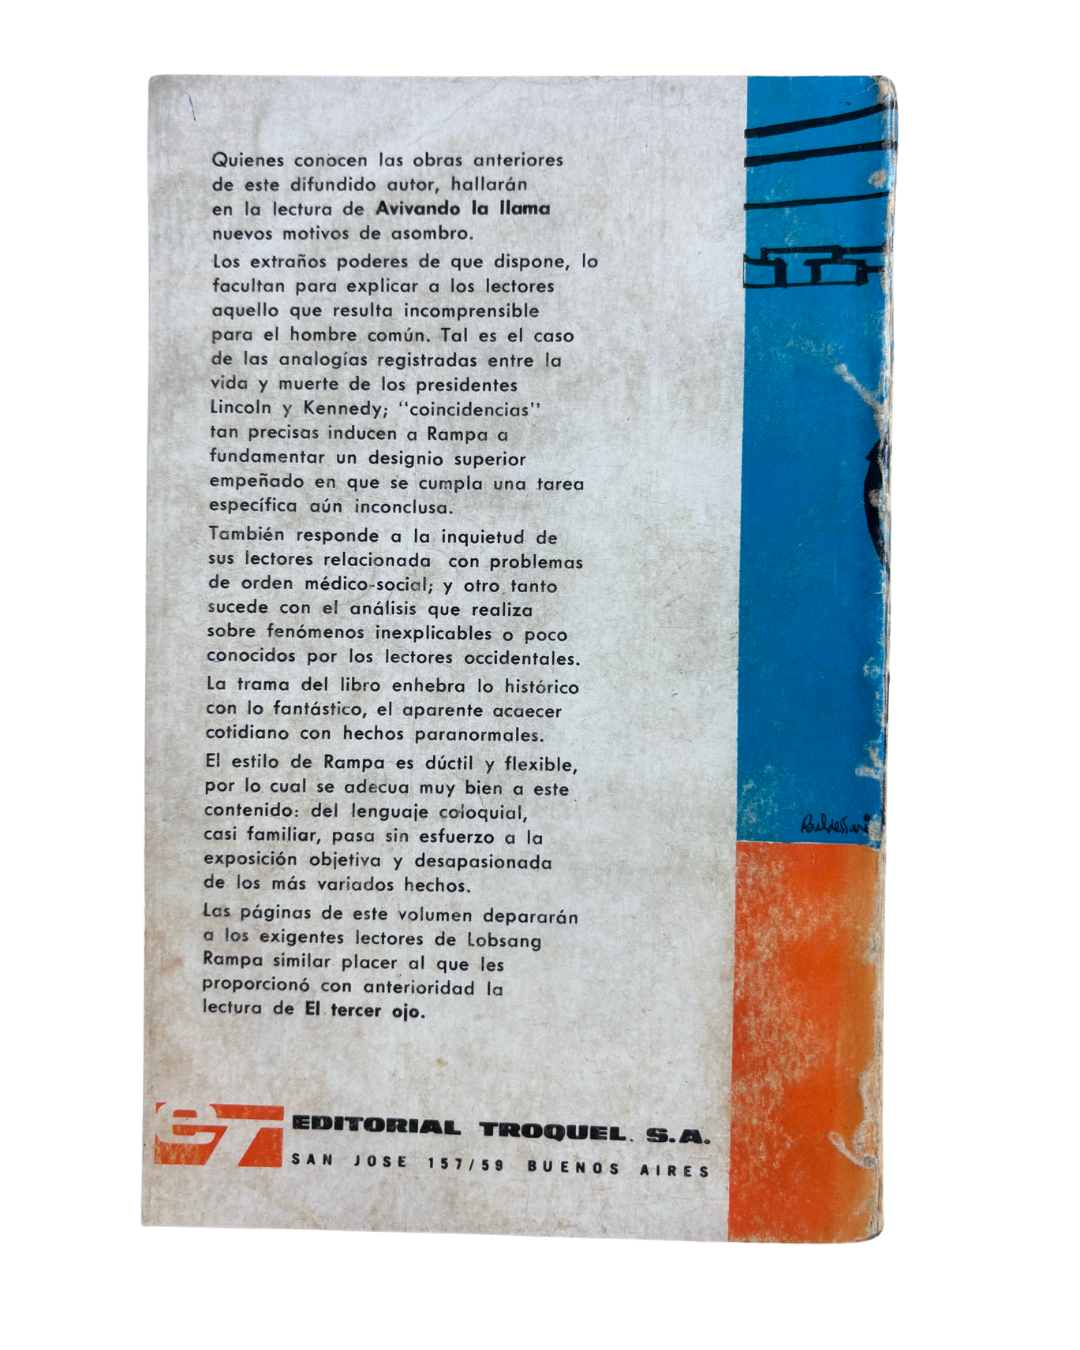 Quienes conocen las obras anteriores
de este difundido autor, hallarán
en la lectura de Avivando la llama
nuevos motivos de asombro.
Los extraños poderes de que dispone, lo
facultan para explicar a los lectores
aquello que resulta incomprensible
para el hombre común. Tal es el caso
de las analogías registradas entre la
vida y muerte de los presidentes
Lincoln y Kennedy; "coincidencias"
tan precisas inducen a Rampa a
fundamentar un designio superior
empeñado en que se cumpla una tarea
específica aún inconclusa.
También responde a la inquietud de
sus lectores relacionada con problemas
de orden médico-social; y otro tanto
sucede con el análisis que realiza
sobre fenómenos inexplicables o poco
conocidos por los lectores occidentales.
La trama del libro enhebra lo histórico
con lo fantástico, el aparente acaecer
cotidiano con hechos paranormales.
El estilo de Rampa es dúctil y flexible,
por lo cual se adecua muy bien a este
contenido: del lenguaje coloquial,
casi familiar, pasa sin esfuerzo a la
exposición objetiva y desapasionada
de los más variados hechos.
Las páginas de este volumen depararán
a los exigentes lectores de Lobsang
Rampa similar placer al que les
proporcionó con anterioridad la
lectura de El tercer ojo.
Baldessari
eT
EDITORIAL TROQUEL. S.A.
SAN JOSE 157/59 BUENOS AIRES